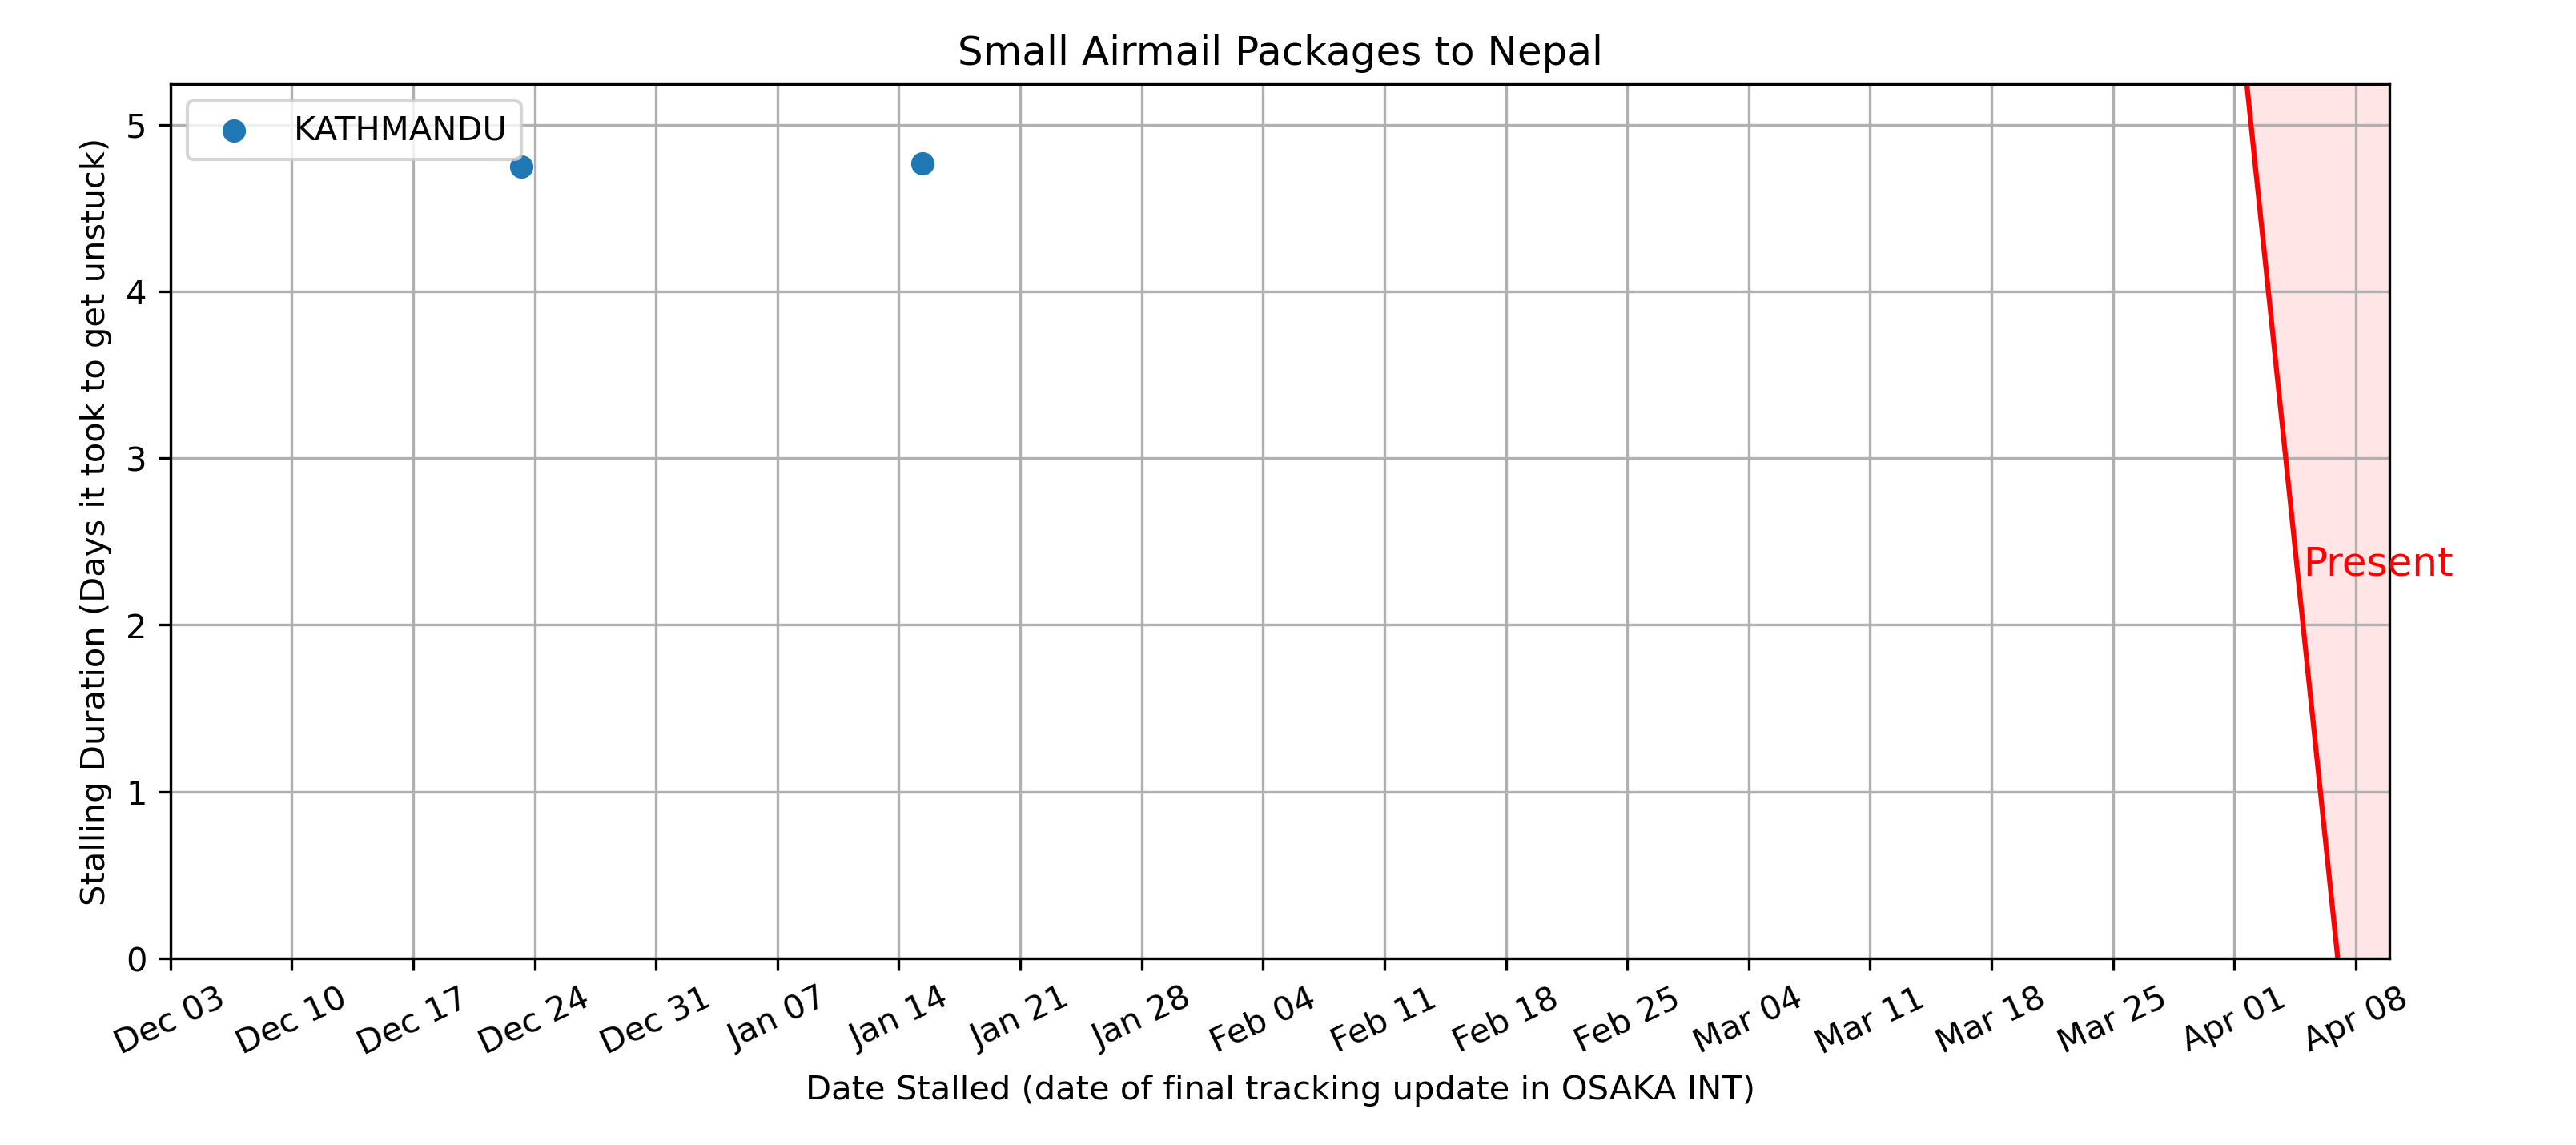 Small Airmail Packages to Nepal
KATHMANDU
Stalling Duration (Days it took to get unstuck)
5
4
3
2
1
0
Present
Dec 03
Dec 10
Dec 17
Dec 24
Dec 31
Jan 07
Jan 14
Jan 21
Jan 28
Feb 04
Feb 11
Feb 18
Feb 25
Mar 04
Mar 11
Mar 18
Mar 25
Apr 01
Apr 08
Date Stalled (date of final tracking update in OSAKA INT)